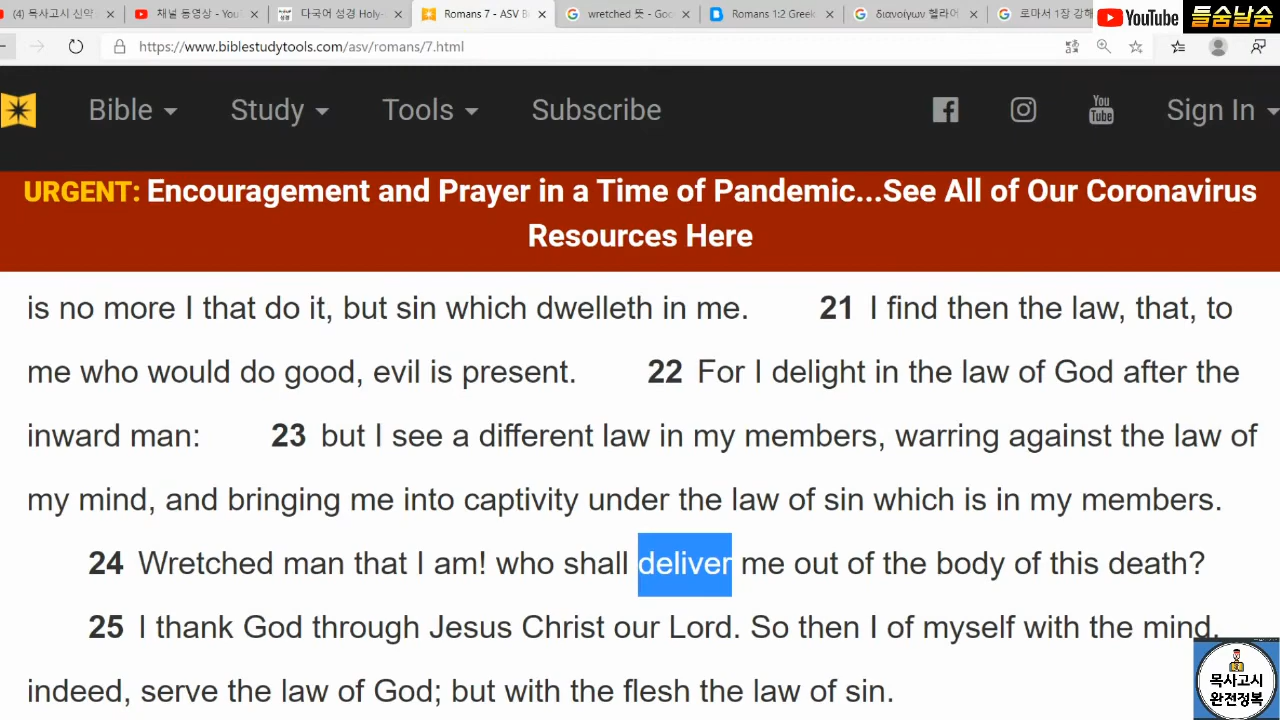 (4) 목사고시 신약
채널 동영상 - You
다국어 성경 Holy-
Romans 7 - ASV B
wretched 뜻 - Goo
Romans 1:2 Greek
διανοίγων 헬라어
로마서 1장 강해
YouTube
들숨날숨
https://www.biblestudytools.com/asv/romans/7.html
Bible Study Tools Subscribe You Tube Sign In
URGENT: Encouragement and Prayer in a Time of Pandemic...See All of Our Coronavirus
Resources Here
is no more I that do it, but sin which dwelleth in me. 21 I find then the law, that, to
me who would do good, evil is present. 22 For I delight in the law of God after the
inward man: 23 but I see a different law in my members, warring against the law of
my mind, and bringing me into captivity under the law of sin which is in my members.
24 Wretched man that I am! who shall deliver me out of the body of this death?
25 I thank God through Jesus Christ our Lord. So then I of myself with the mind,
indeed, serve the law of God; but with the flesh the law of sin.
목사고시
완전정복